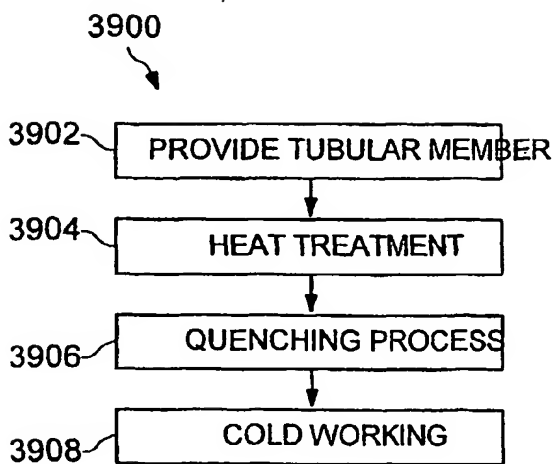 3900
3902 PROVIDE TUBULAR MEMBER
3904 HEAT TREATMENT
3906 QUENCHING PROCESS
3908 COLD WORKING